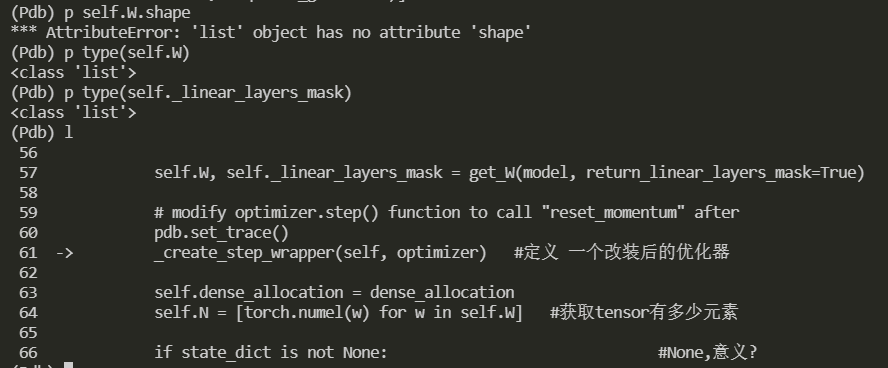 (Pdb) p self.W.shape
*** AttributeError: 'list' object has no attribute 'shape'
(Pdb) p type(self.W)
<class 'list'>
(Pdb) p type(self._linear_layers_mask)
<class 'list'>
(Pdb) l
56
57 self.W, self._linear_layers_mask = get_W(model, return_linear_layers_mask=True)
58
59 # modify optimizer.step() function to call "reset_momentum" after
60 pdb.set_trace()
61 -> _create_step_wrapper(self, optimizer) #定义 一个改装后的优化器
62
63 self.dense_allocation = dense_allocation
64 self.N = [torch.numel(w) for w in self.W] #获取tensor有多少元素
65
66 if state_dict is not None: #None,意义?